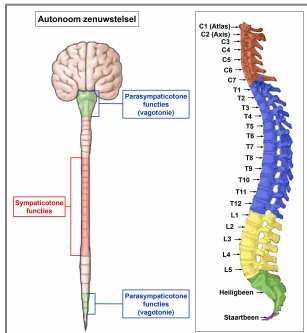 Autonoom zenuwstelsel
Parasympaticotone
functies
(vagotonie)
Sympaticotone
functies
Parasympaticotone
functies
(vagotonie)
C1 (Atlas)
C2 (Axis)
C3
C4
C5
C6
C7
T1
T2
T3
T4
T5
T6
T7
T8
T9
T10
T11
T12
L1
L2
L3
L4
L5
Heiligbeen
Staartbeen